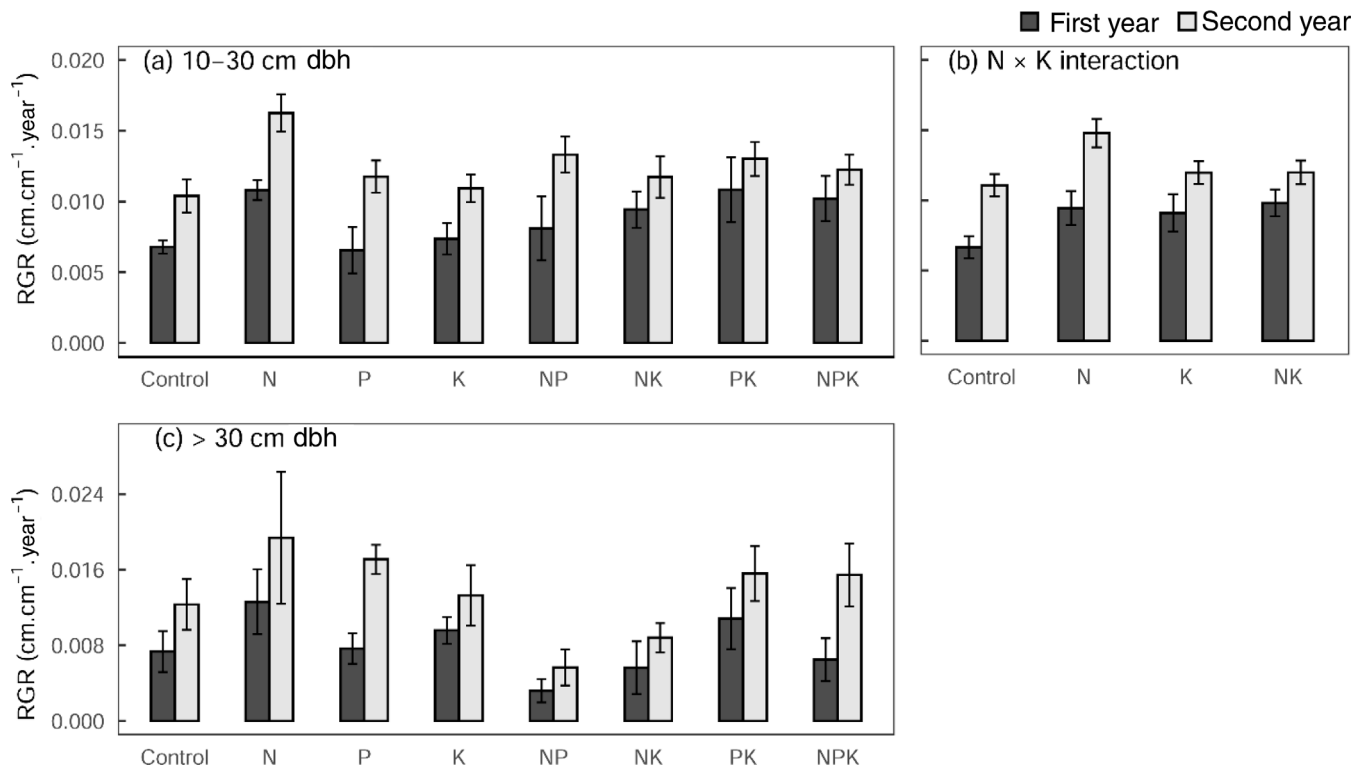 First year Second year
(a) 10–30 cm dbh
(b) N × K interaction
RGR (cm.cm⁻¹.year⁻¹)
0.020
0.015
0.010
0.005
0.000
Control N P K NP NK PK NPK
Control N K NK
(c) > 30 cm dbh
RGR (cm.cm⁻¹.year⁻¹)
0.024
0.016
0.008
0.000
Control N P K NP NK PK NPK